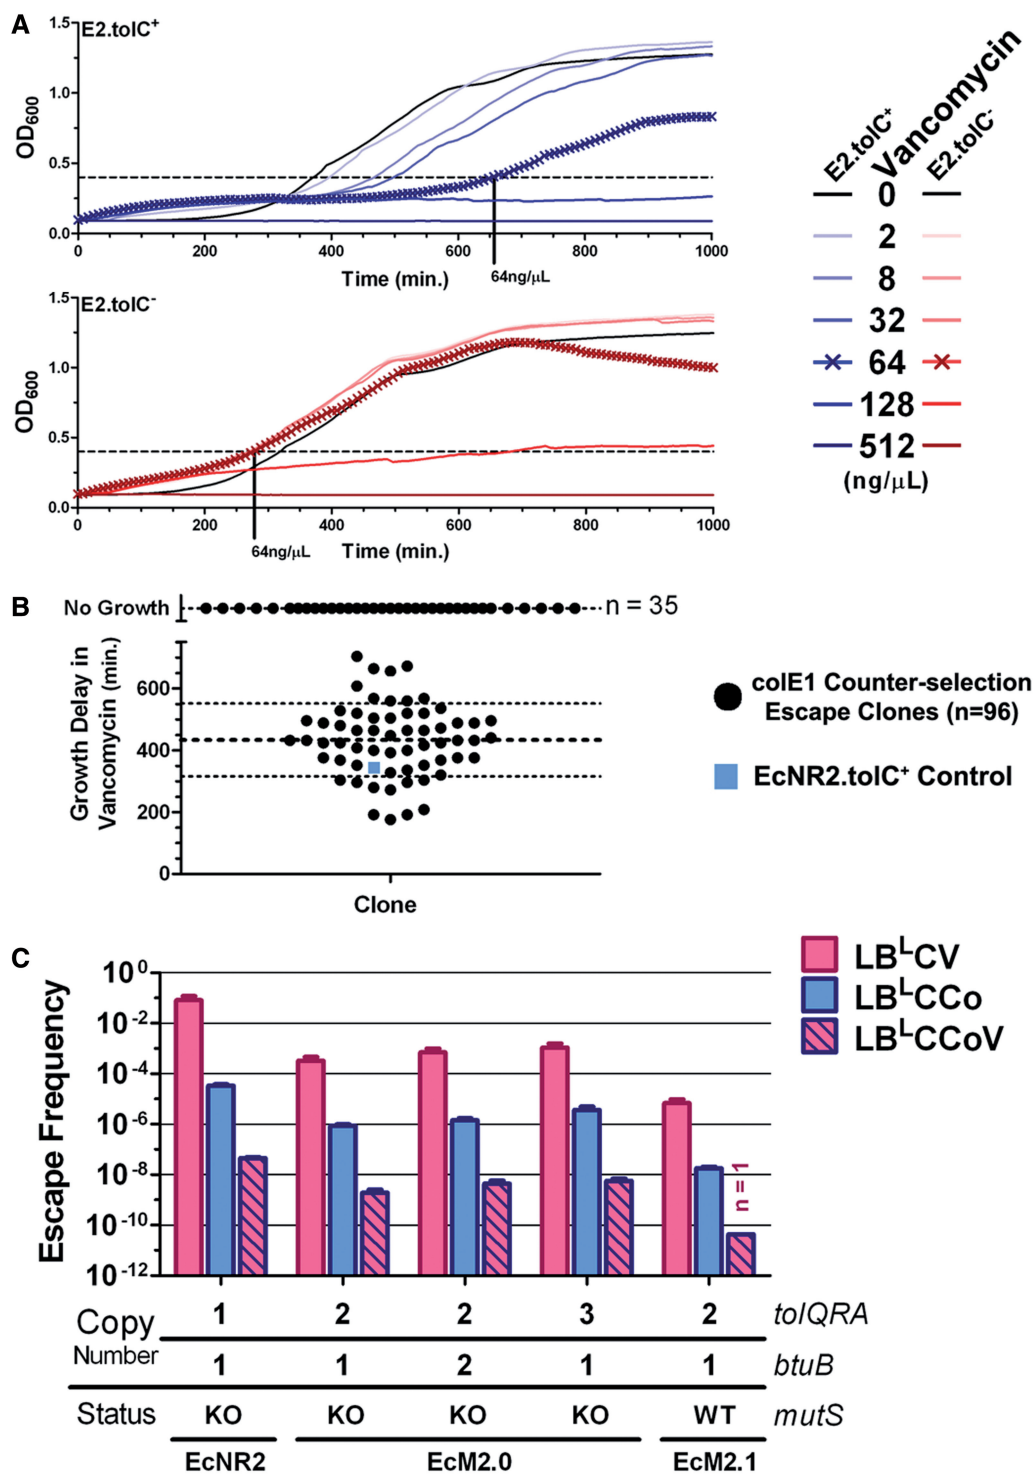 A
E2.tolC+
1.5
1.0
0.5
0.0
OD600
0 200 400 600 800 1000
Time (min.)
64ng/µL
E2.tolC-
1.5
1.0
0.5
0.0
OD600
0 200 400 600 800 1000
64ng/µL
Time (min.)
Vancomycin
E2.tolC+
E2.tolC-
0
2
8
32
64
128
512
(ng/µL)
B
No Growth
n = 35
Growth Delay in
Vancomycin (min.)
600
400
200
0
Clone
colE1 Counter-selection
Escape Clones (n=96)
EcNR2.tolC+ Control
C
Escape Frequency
10^0
10^-2
10^-4
10^-6
10^-8
10^-10
10^-12
n = 1
LB^LCV
LB^LCCo
LB^LCCoV
Copy
Number
1 2 2 3 2 tolQRA
1 1 2 1 1 btuB
Status KO KO KO KO WT mutS
EcNR2 EcM2.0 EcM2.1